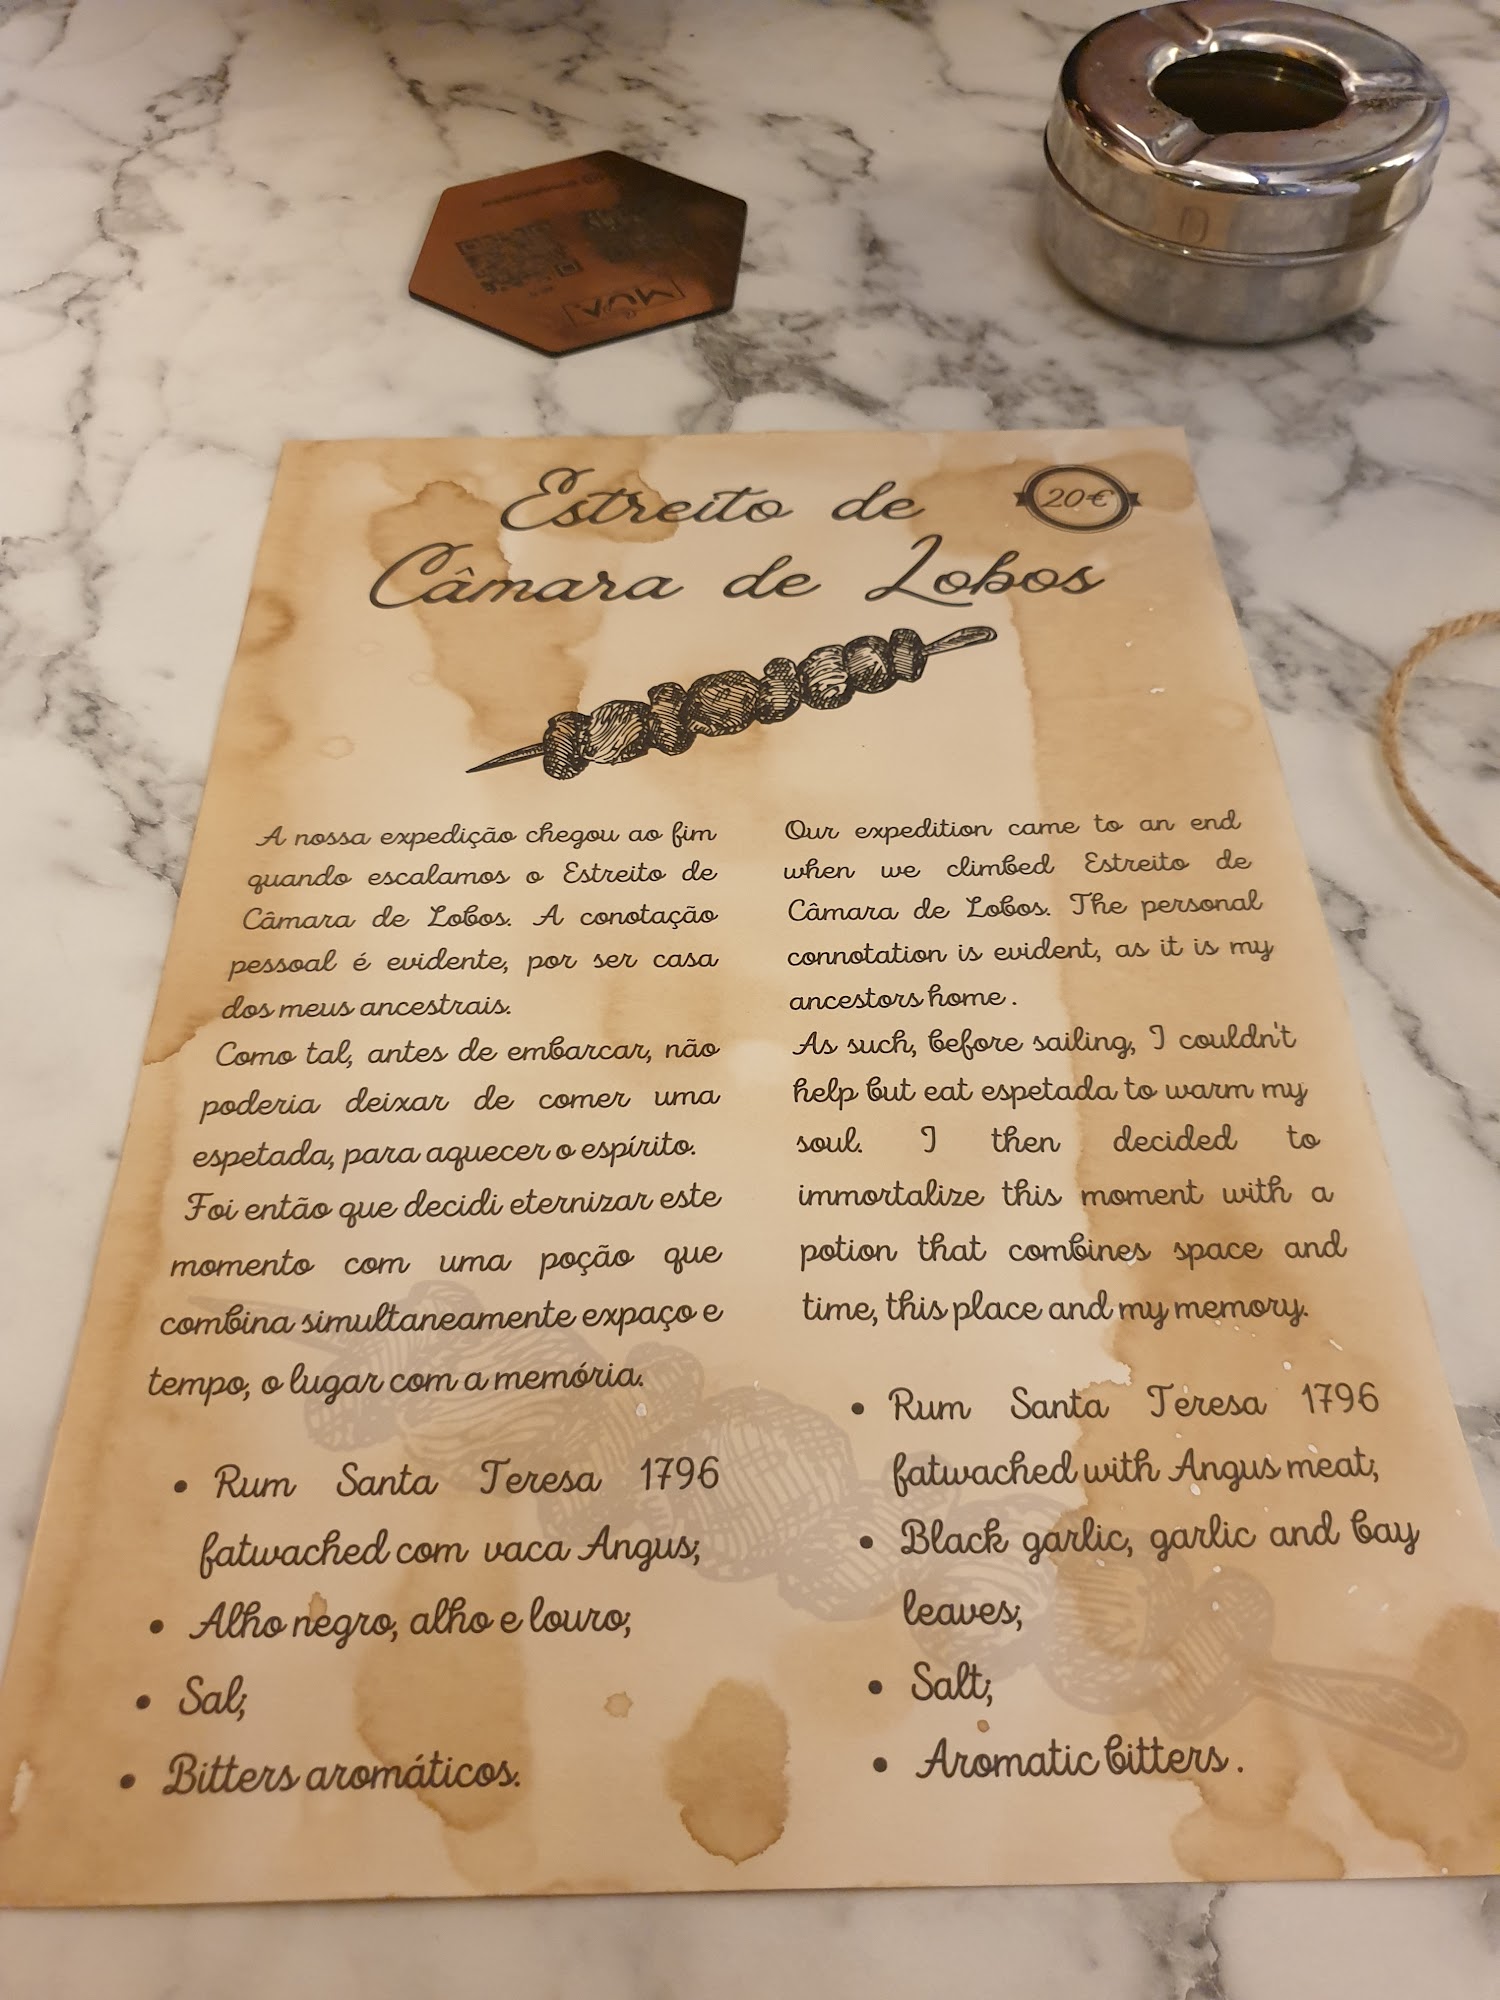 MUA
Estreito de
20€
Câmara de Lobos
A nossa expedição chegou ao fim
quando escalamos o Estreito de
Câmara de Lobos. A conotação
pessoal é evidente, por ser casa
dos meus ancestrais.
Como tal, antes de embarcar, não
poderia deixar de comer uma
espetada, para aquecer o espírito.
Foi então que decidi eternizar este
momento com uma poção que
combina simultaneamente expaço e
tempo, o lugar com a memória.
• Rum Santa Teresa 1796
fatwached com vaca Angus;
• Alho negro, alho e louro;
• Sal;
• Bitters aromáticos.
Our expedition came to an end
when we climbed Estreito de
Câmara de Lobos. The personal
connotation is evident, as it is my
ancestors home .
As such, before sailing, I couldn't
help but eat espetada to warm my
soul. I then decided to
immortalize this moment with a
potion that combines space and
time, this place and my memory.
• Rum Santa Teresa 1796
fatwached with Angus meat;
• Black garlic, garlic and bay
leaves;
• Salt;
• Aromatic bitters .